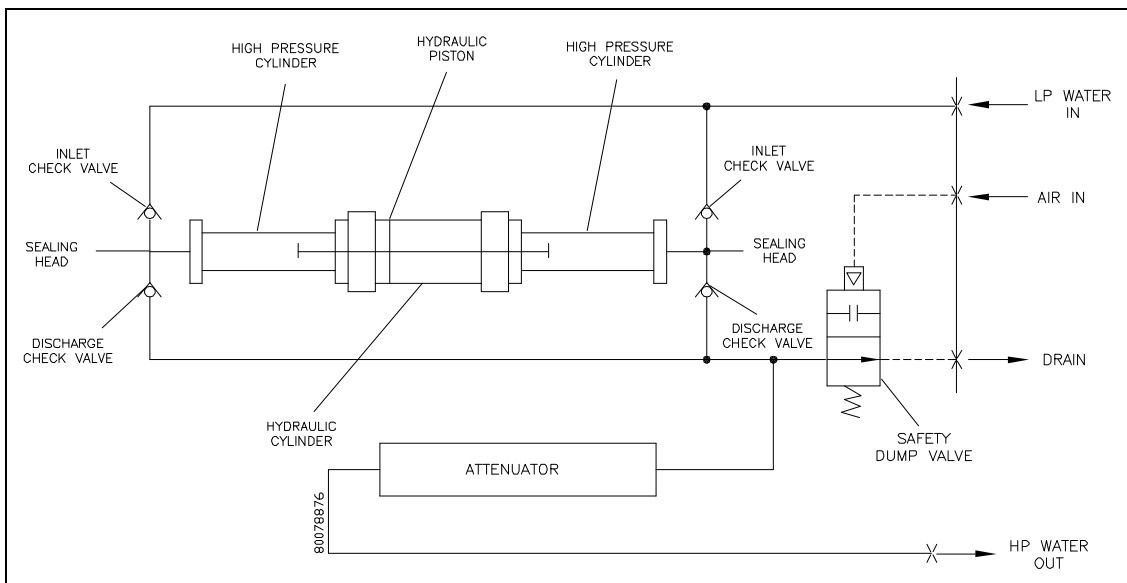 HIGH PRESSURE
CYLINDER
HYDRAULIC
PISTON
HIGH PRESSURE
CYLINDER
LP WATER
IN
INLET
CHECK VALVE
INLET
CHECK VALVE
AIR IN
SEALING
HEAD
SEALING
HEAD
DISCHARGE
CHECK VALVE
DISCHARGE
CHECK VALVE
DRAIN
HYDRAULIC
CYLINDER
SAFETY
DUMP VALVE
ATTENUATOR
80078876
HP WATER
OUT